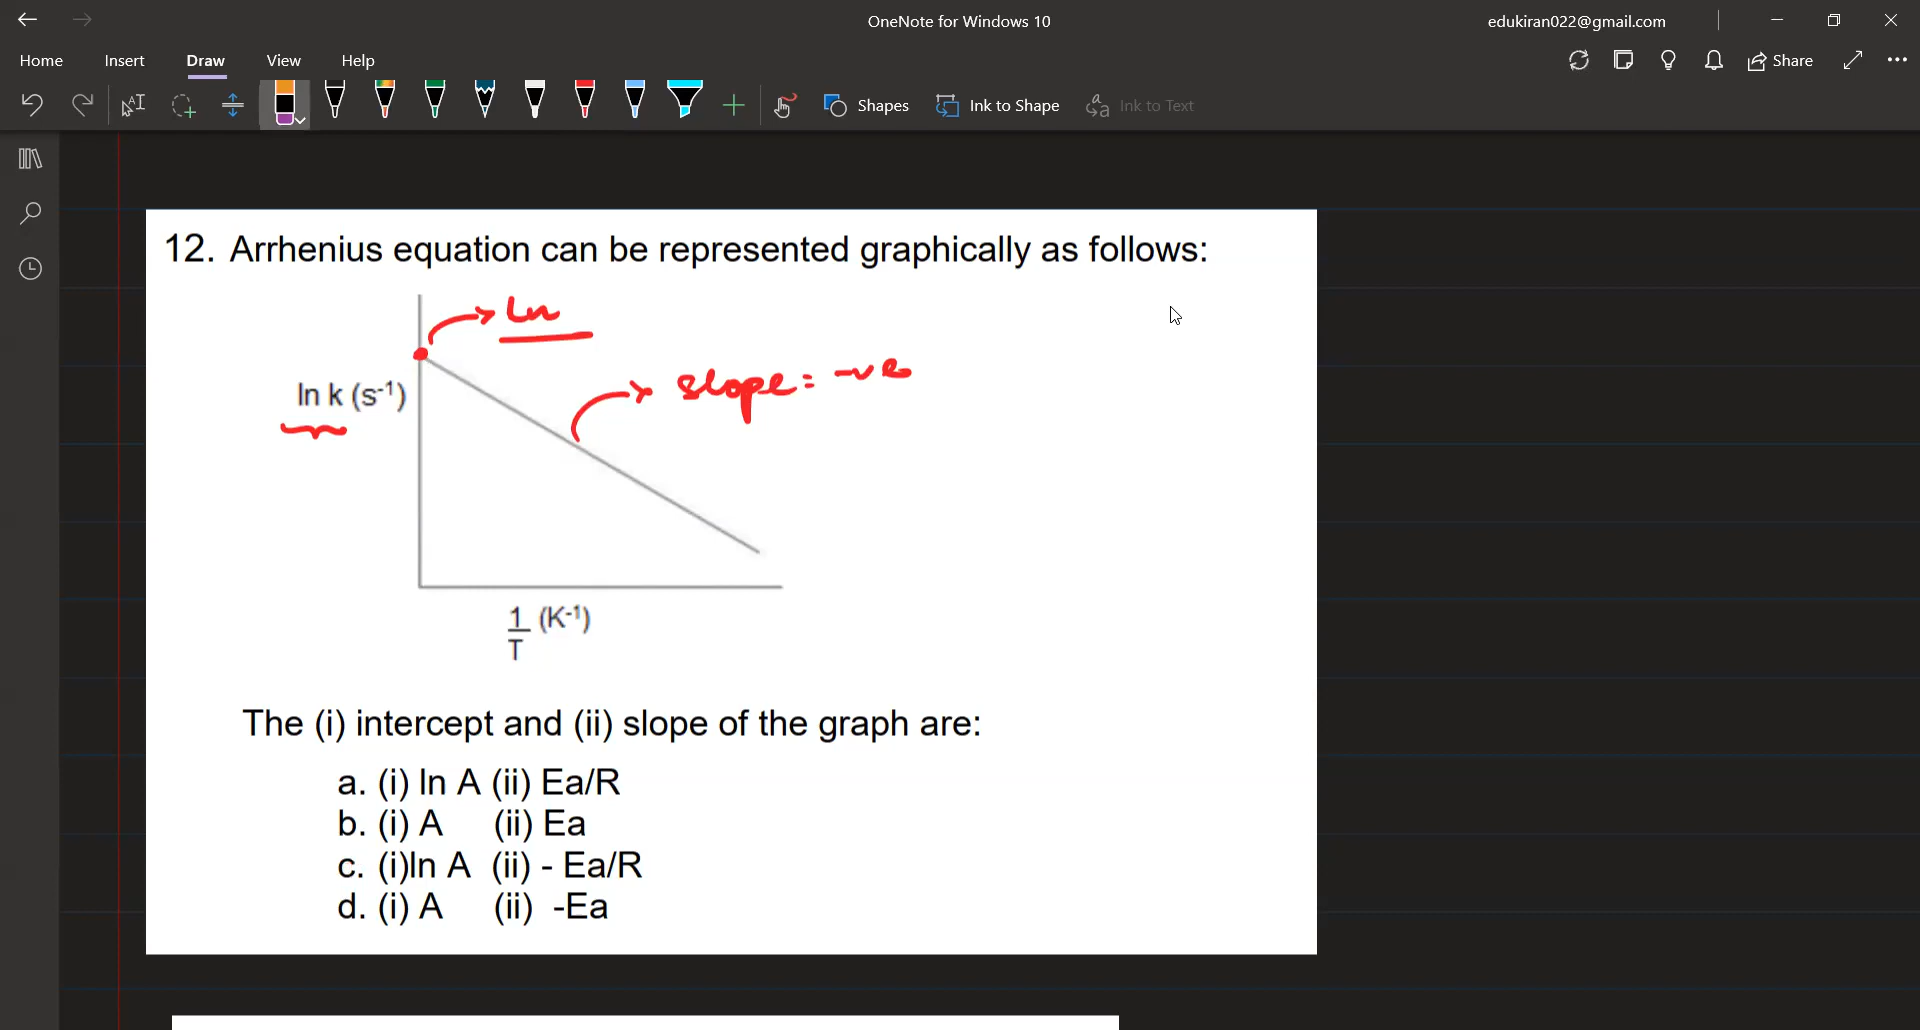 OneNote for Windows 10
edukiran022@gmail.com
Home Insert Draw View Help
Share
Shapes Ink to Shape Ink to Text
12. Arrhenius equation can be represented graphically as follows:
ln
slope: -ve
ln k (s⁻¹)
1/T (K⁻¹)
The (i) intercept and (ii) slope of the graph are:
a. (i) ln A (ii) Ea/R
b. (i) A (ii) Ea
c. (i)ln A (ii) - Ea/R
d. (i) A (ii) -Ea